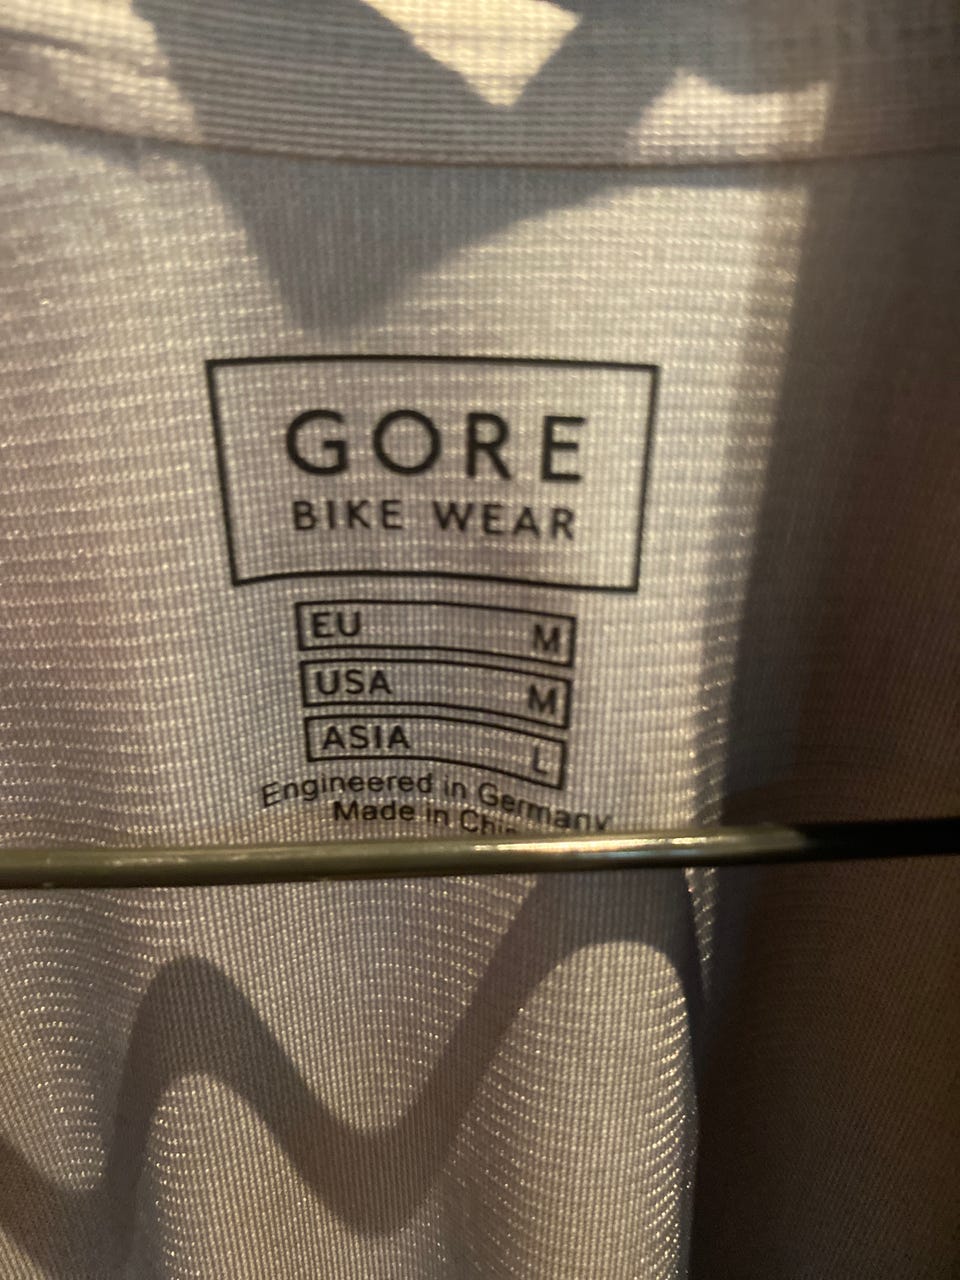 GORE
BIKE WEAR
EU M
USA M
ASIA L
Engineered in Germany
Made in